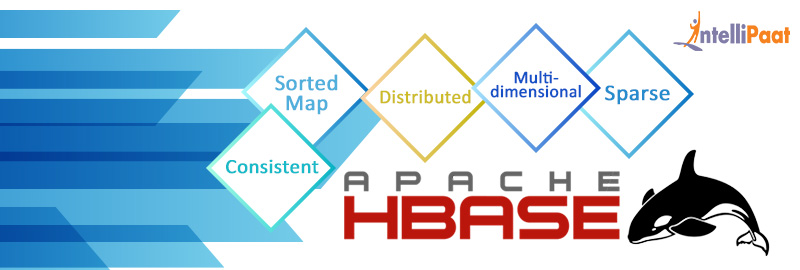 IntelliPaat
Sorted
Map
Distributed
Multi-
dimensional
Sparse
Consistent
APACHE
HBASE